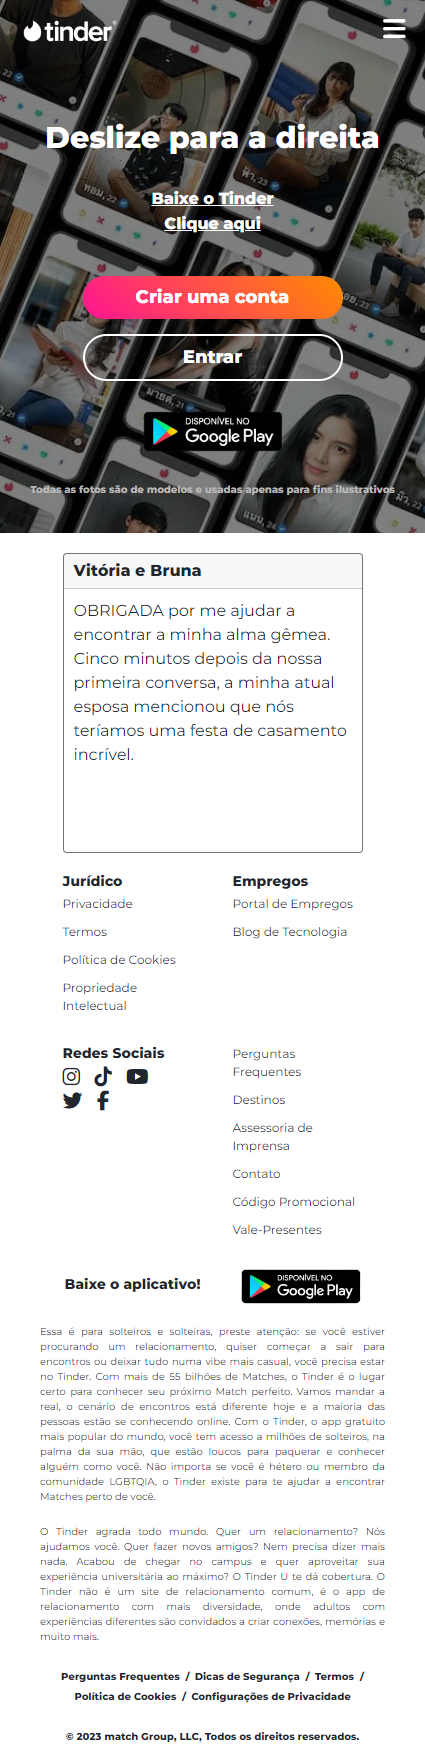 tinder
Deslize para a direita
Baixe o Tinder
Clique aqui
Criar uma conta
Entrar
DISPONÍVEL NO
Google Play
Todas as fotos são de modelos e usadas apenas para fins ilustrativos
Vitória e Bruna
OBRIGADA por me ajudar a
encontrar a minha alma gêmea.
Cinco minutos depois da nossa
primeira conversa, a minha atual
esposa mencionou que nós
teríamos uma festa de casamento
incrível.
Jurídico
Privacidade
Termos
Política de Cookies
Propriedade
Intelectual
Empregos
Portal de Empregos
Blog de Tecnologia
Redes Sociais
Perguntas
Frequentes
Destinos
Assessoria de
Imprensa
Contato
Código Promocional
Vale-Presentes
Baixe o aplicativo!
DISPONÍVEL NO
Google Play
Essa é para solteiros e solteiras, preste atenção: se você estiver
procurando um relacionamento, quiser começar a sair para
encontros ou deixar tudo numa vibe mais casual, você precisa estar
no Tinder. Com mais de 55 bilhões de Matches, o Tinder é o lugar
certo para conhecer seu próximo Match perfeito. Vamos mandar a
real, o cenário de encontros está diferente hoje e a maioria das
pessoas estão se conhecendo online. Com o Tinder, o app gratuito
mais popular do mundo, você tem acesso a milhões de solteiros, na
palma da sua mão, que estão loucos para paquerar e conhecer
alguém como você. Não importa se você é hétero ou membro da
comunidade LGBTQIA, o Tinder existe para te ajudar a encontrar
Matches perto de você.
O Tinder agrada todo mundo. Quer um relacionamento? Nós
ajudamos você. Quer fazer novos amigos? Nem precisa dizer mais
nada. Acabou de chegar no campus e quer aproveitar sua
experiência universitária ao máximo? O Tinder U te dá cobertura. O
Tinder não é um site de relacionamento comum, é o app de
relacionamento com mais diversidade, onde adultos com
experiências diferentes são convidados a criar conexões, memórias e
muito mais.
Perguntas Frequentes / Dicas de Segurança / Termos /
Política de Cookies / Configurações de Privacidade
© 2023 match Group, LLC, Todos os direitos reservados.